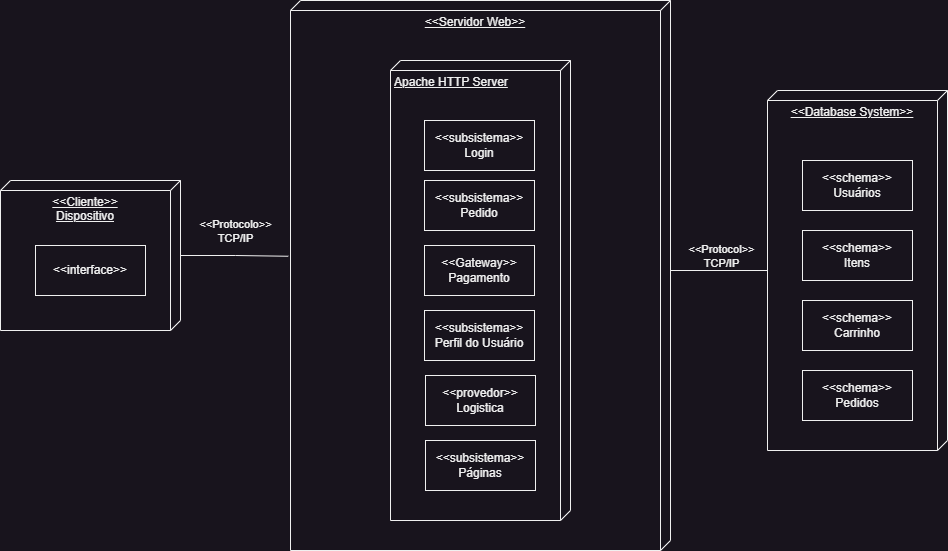 <<Cliente>>
Dispositivo
<<interface>>
<<Protocolo>>
TCP/IP
<<Servidor Web>>
Apache HTTP Server
<<subsistema>>
Login
<<subsistema>>
Pedido
<<Gateway>>
Pagamento
<<subsistema>>
Perfil do Usuário
<<provedor>>
Logistica
<<subsistema>>
Páginas
<<Protocol>>
TCP/IP
<<Database System>>
<<schema>>
Usuários
<<schema>>
Itens
<<schema>>
Carrinho
<<schema>>
Pedidos